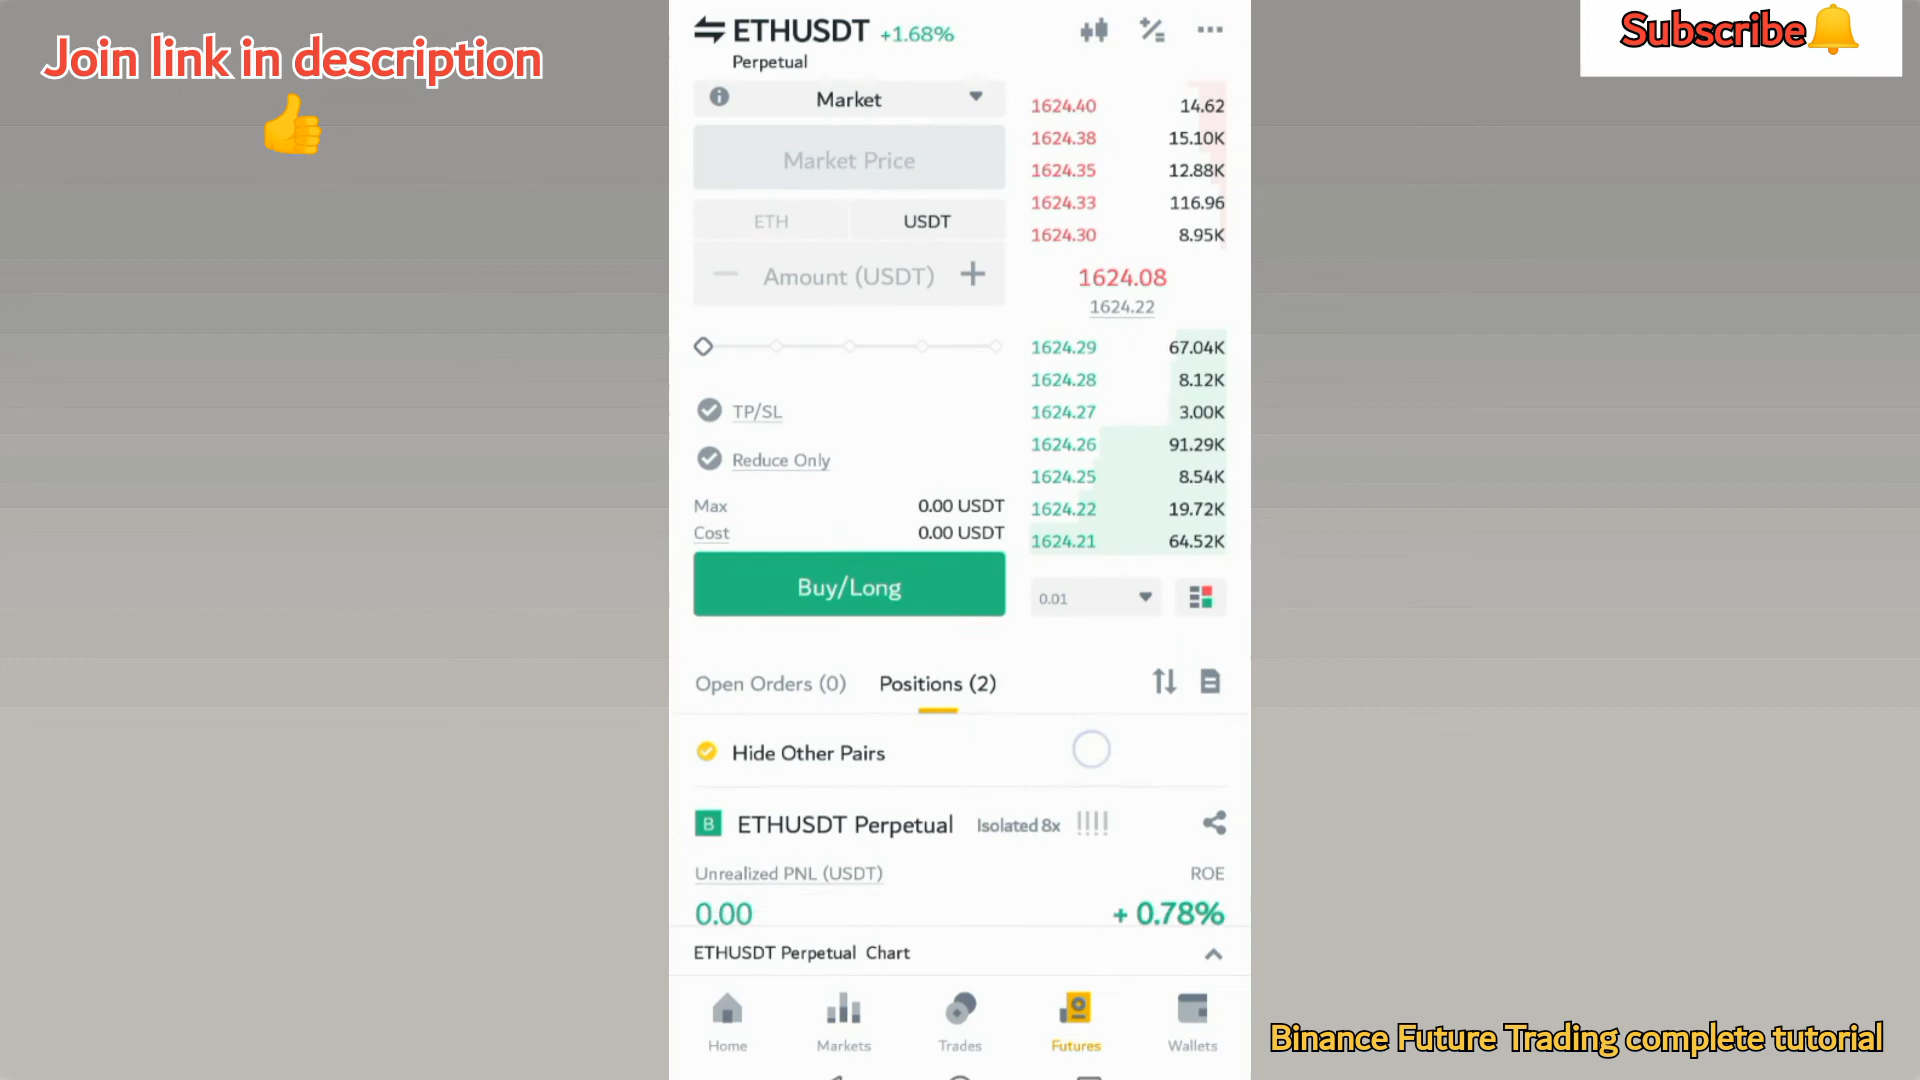 Join link in description
Subscribe
ETHUSDT +1.68%
Perpetual
Market
Market Price
ETH USDT
Amount (USDT)
TP/SL
Reduce Only
Max 0.00 USDT
Cost 0.00 USDT
Buy/Long
1624.40 14.62
1624.38 15.10K
1624.35 12.88K
1624.33 116.96
1624.30 8.95K
1624.08
1624.22
1624.29 67.04K
1624.28 8.12K
1624.27 3.00K
1624.26 91.29K
1624.25 8.54K
1624.22 19.72K
1624.21 64.52K
0.01
Open Orders (0) Positions (2)
Hide Other Pairs
B ETHUSDT Perpetual Isolated 8x !!!!
Unrealized PNL (USDT) ROE
0.00 + 0.78%
ETHUSDT Perpetual Chart
Home Markets Trades Futures Wallets
Binance Future Trading complete tutorial